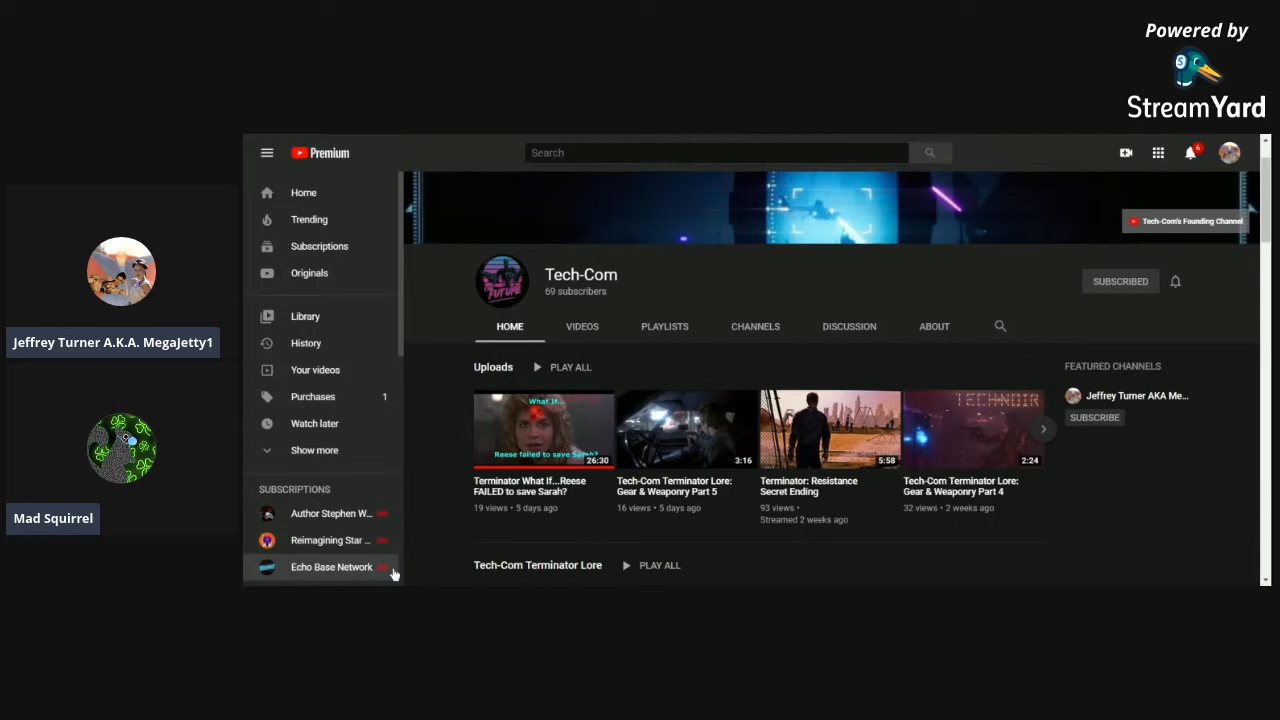 Powered by
StreamYard
Jeffrey Turner A.K.A. MegaJetty1
Mad Squirrel
Premium
Search
6
Home
Trending
Subscriptions
Originals
Library
History
Your videos
Purchases 1
Watch later
Show more
SUBSCRIPTIONS
Author Stephen W...
Reimagining Star ...
Echo Base Network
Tech-Com's Founding Channel
FUTURE
Tech-Com
69 subscribers
SUBSCRIBED
HOME VIDEOS PLAYLISTS CHANNELS DISCUSSION ABOUT
Uploads PLAY ALL
What If...
Reese failed to save Sarah?
26:30
Terminator What If...Reese
FAILED to save Sarah?
19 views • 5 days ago
3:16
Tech-Com Terminator Lore:
Gear & Weaponry Part 5
16 views • 5 days ago
5:58
Terminator: Resistance
Secret Ending
93 views •
Streamed 2 weeks ago
TECHNOIR
2:24
Tech-Com Terminator Lore:
Gear & Weaponry Part 4
32 views • 2 weeks ago
FEATURED CHANNELS
Jeffrey Turner AKA Me...
SUBSCRIBE
Tech-Com Terminator Lore PLAY ALL